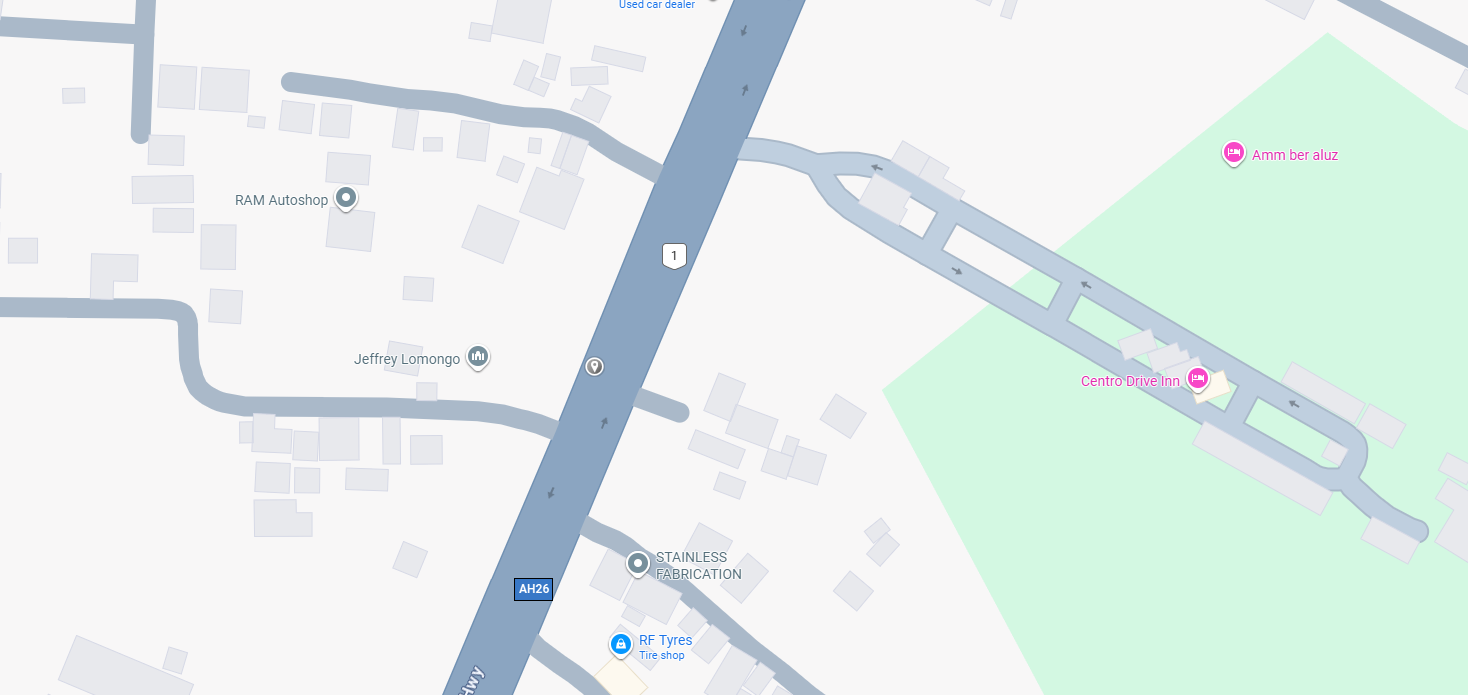 Used car dealer
Amm ber aluz
RAM Autoshop
1
Jeffrey Lomongo
Centro Drive Inn
STAINLESS
FABRICATION
AH26
RF Tyres
Tire shop
Hwy